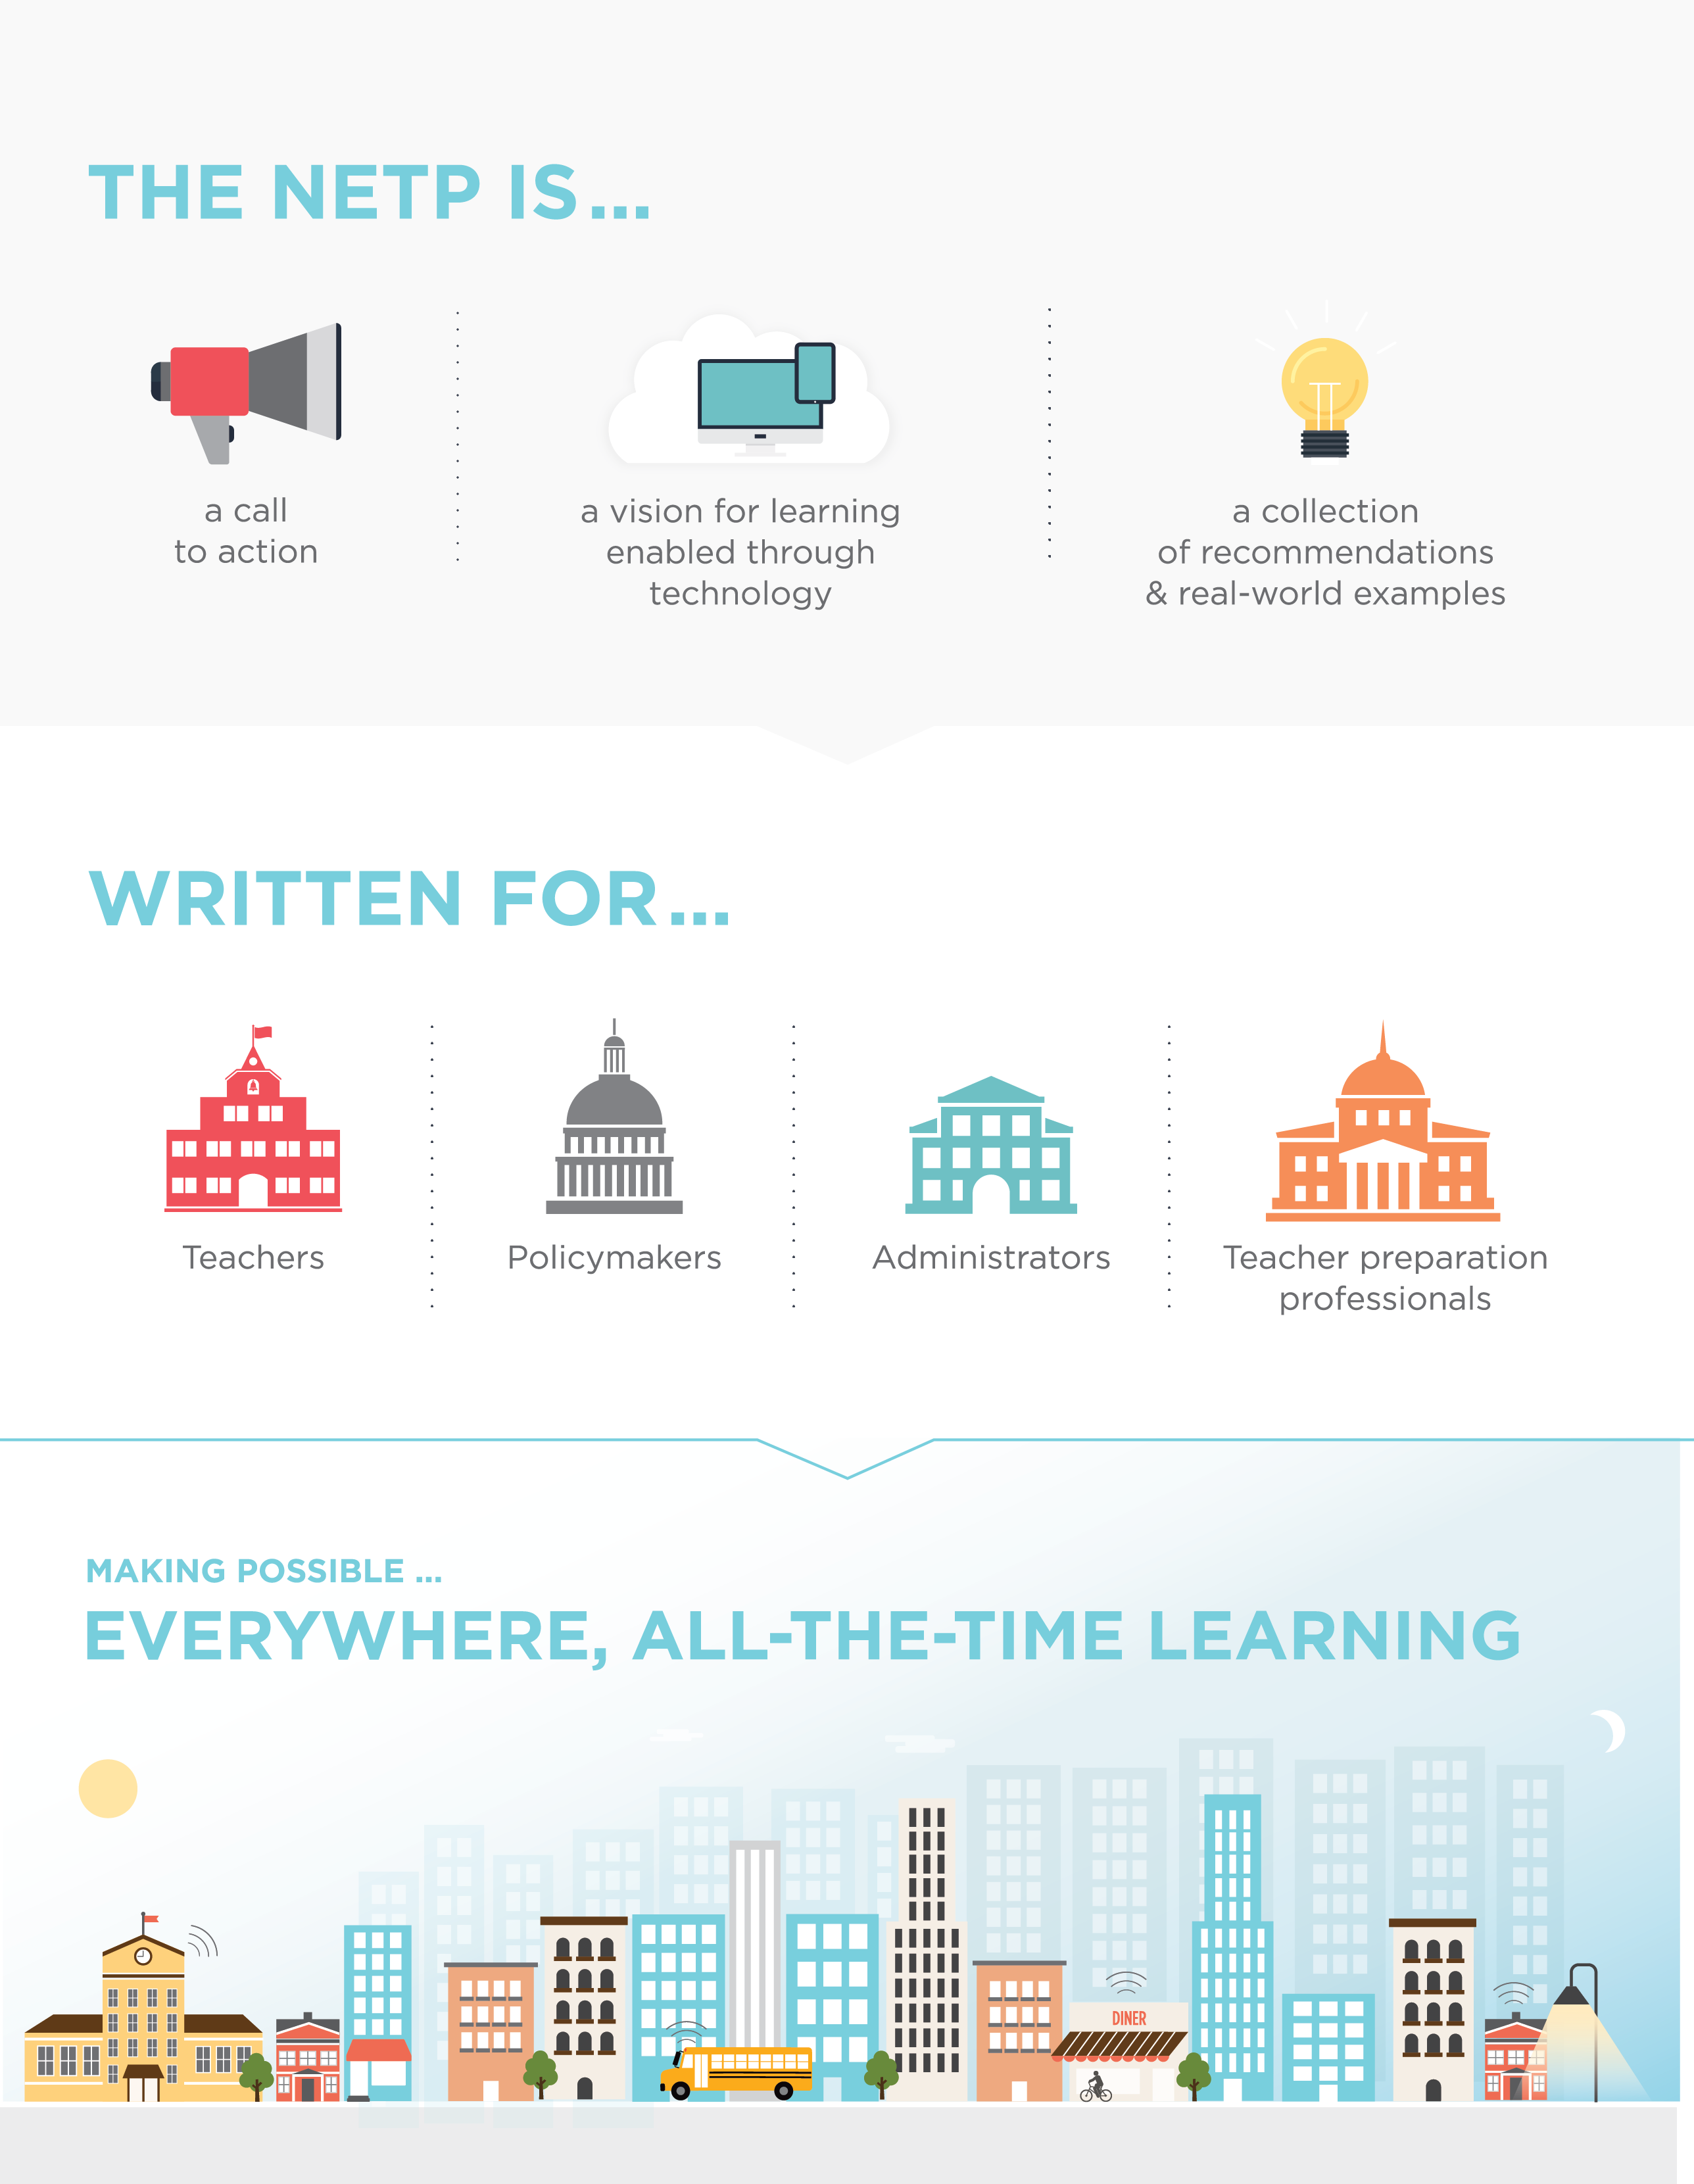 THE NETP IS...
a call
to action
a vision for learning
enabled through
technology
a collection
of recommendations
& real-world examples
WRITTEN FOR...
Teachers
Policymakers
Administrators
Teacher preparation
professionals
MAKING POSSIBLE ...
EVERYWHERE, ALL-THE-TIME LEARNING
DINER